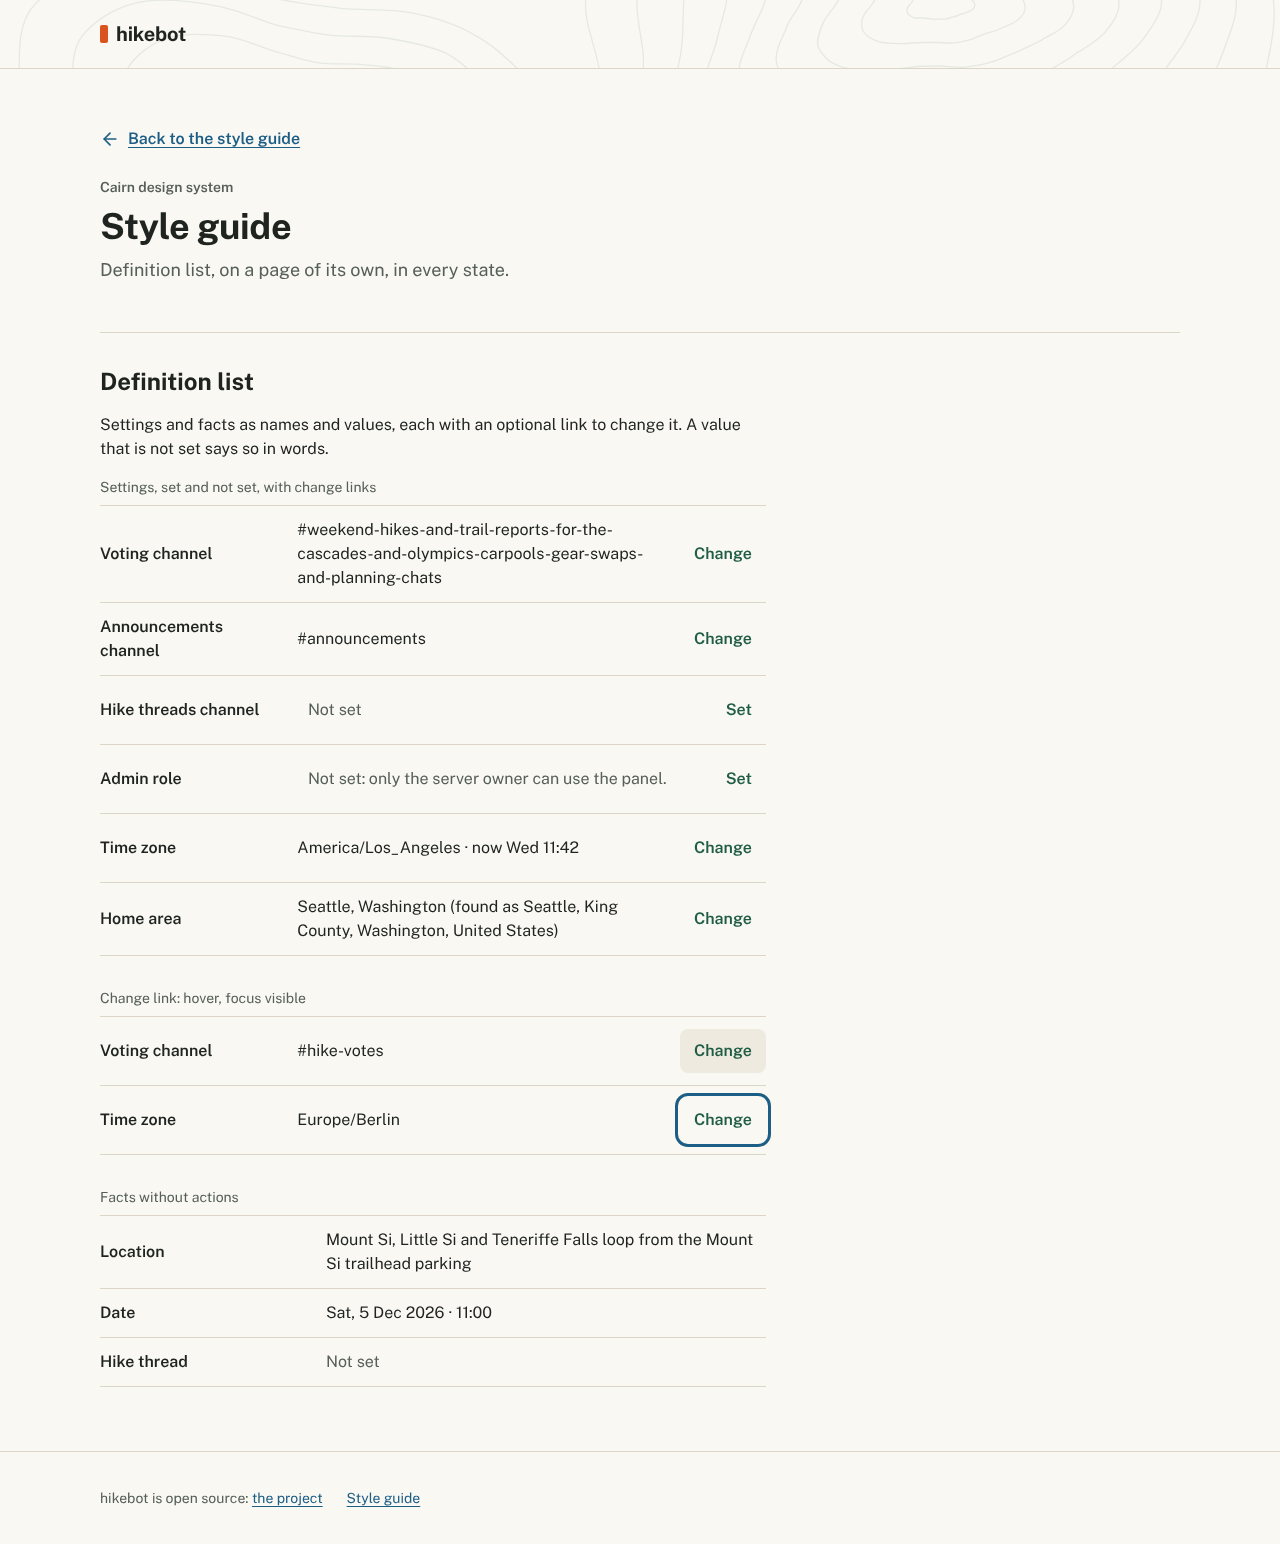 hikebot
Back to the style guide
Cairn design system
Style guide
Definition list, on a page of its own, in every state.
Definition list
Settings and facts as names and values, each with an optional link to change it. A value
that is not set says so in words.
Settings, set and not set, with change links
Voting channel
#weekend-hikes-and-trail-reports-for-the-
cascades-and-olympics-carpools-gear-swaps-
and-planning-chats
Change
Announcements
channel
#announcements
Change
Hike threads channel
Not set
Set
Admin role
Not set: only the server owner can use the panel.
Set
Time zone
America/Los_Angeles · now Wed 11:42
Change
Home area
Seattle, Washington (found as Seattle, King
County, Washington, United States)
Change
Change link: hover, focus visible
Voting channel
#hike-votes
Change
Time zone
Europe/Berlin
Change
Facts without actions
Location
Mount Si, Little Si and Teneriffe Falls loop from the Mount
Si trailhead parking
Date
Sat, 5 Dec 2026 · 11:00
Hike thread
Not set
hikebot is open source: the project
Style guide